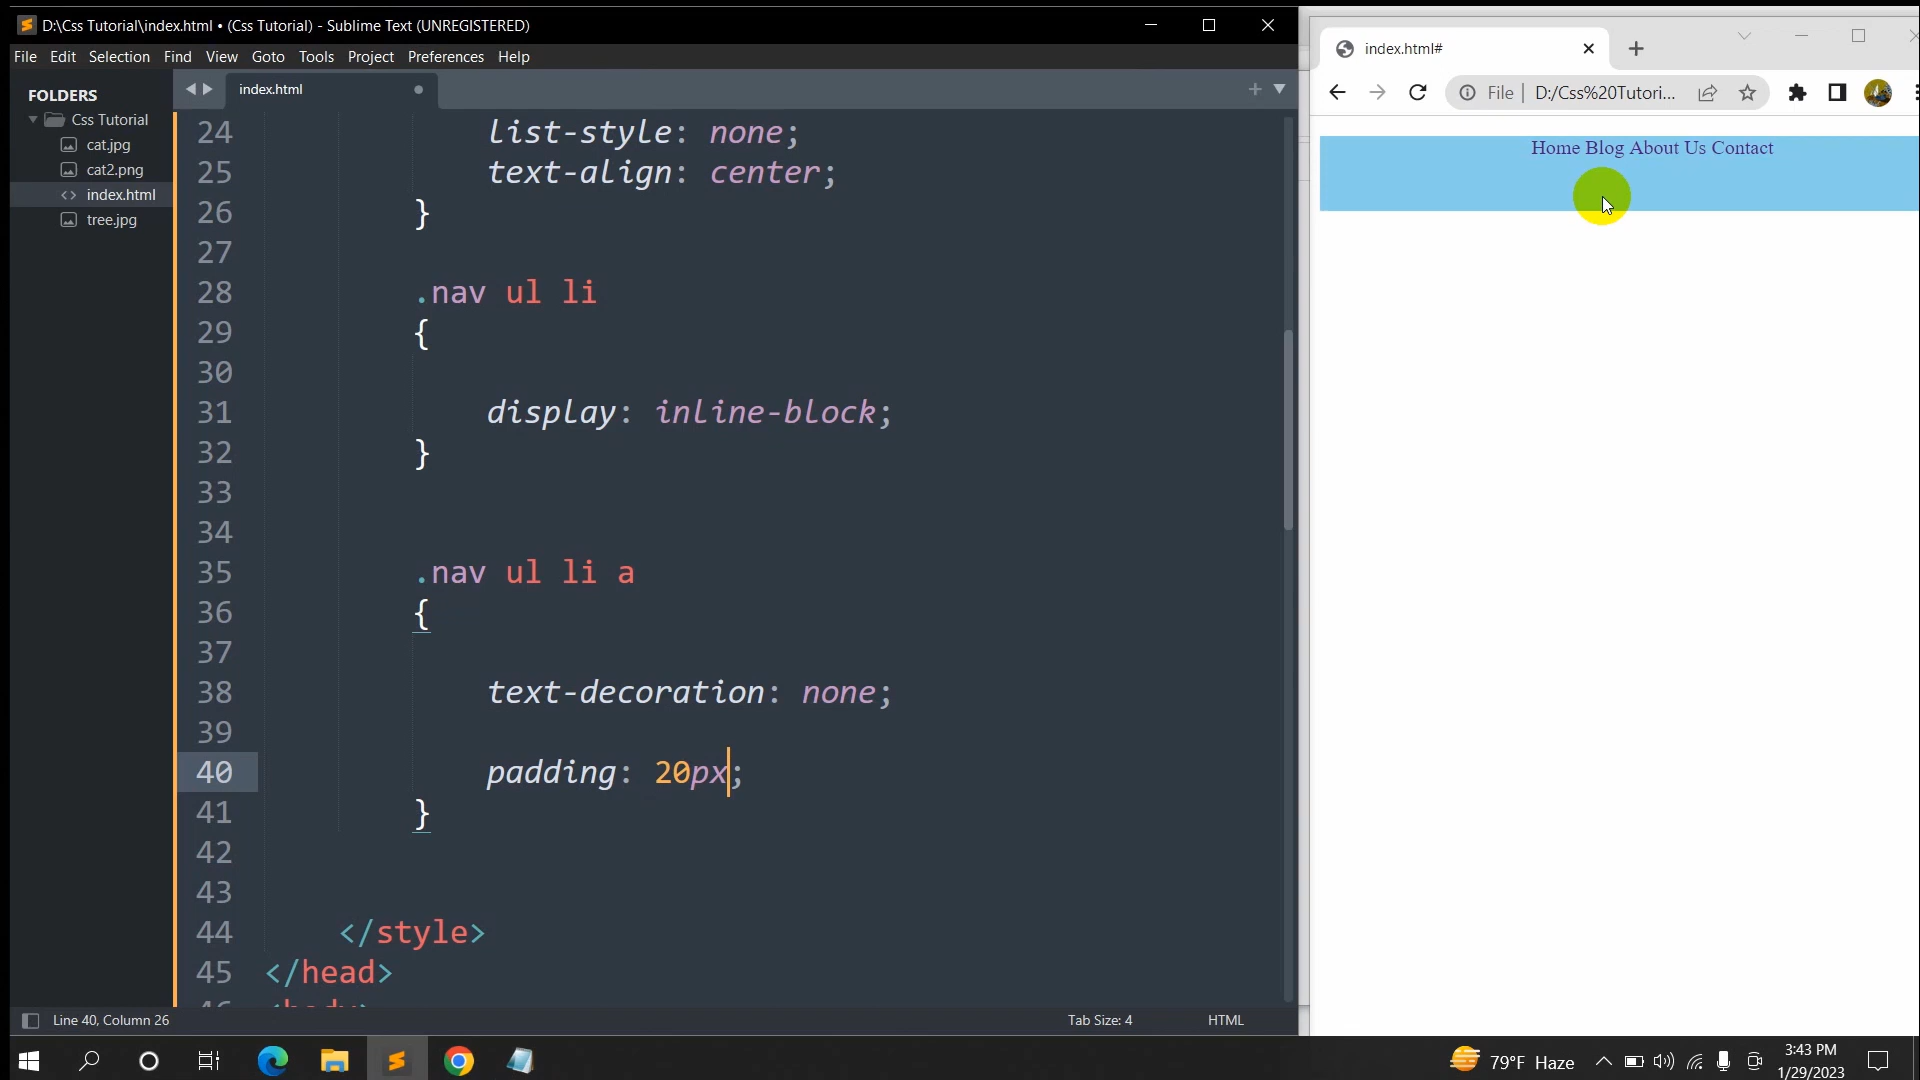 D:\Css Tutorial\index.html • (Css Tutorial) - Sublime Text (UNREGISTERED)
File Edit Selection Find View Goto Tools Project Preferences Help
FOLDERS
Css Tutorial
cat.jpg
cat2.png
index.html
tree.jpg
index.html
24 list-style: none;
25 text-align: center;
26 }
27
28 .nav ul li
29 {
30
31 display: inline-block;
32 }
33
34
35 .nav ul li a
36 {
37
38 text-decoration: none;
39
40 padding: 20px;
41 }
42
43
44 </style>
45 </head>
46 <body>
Line 40, Column 26
Tab Size: 4
HTML
index.html#
File | D:/Css%20Tutori...
Home Blog About Us Contact
79°F Haze
3:43 PM
1/29/2023